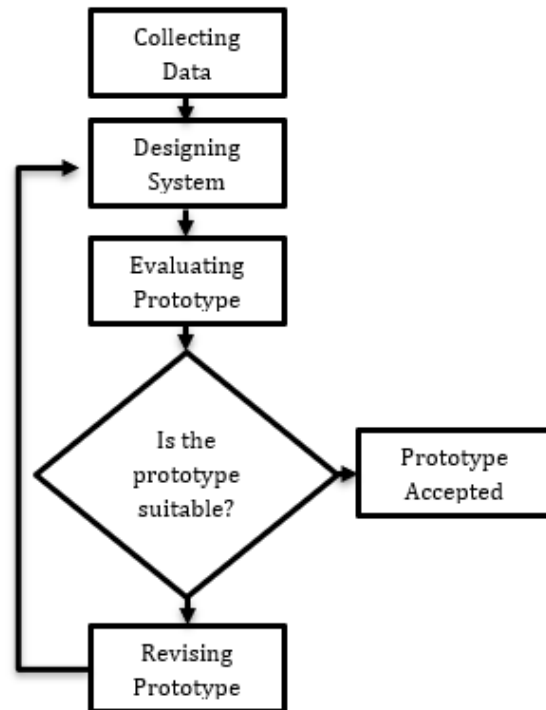 Collecting
Data
Designing
System
Evaluating
Prototype
Is the
prototype
suitable?
Prototype
Accepted
Revising
Prototype